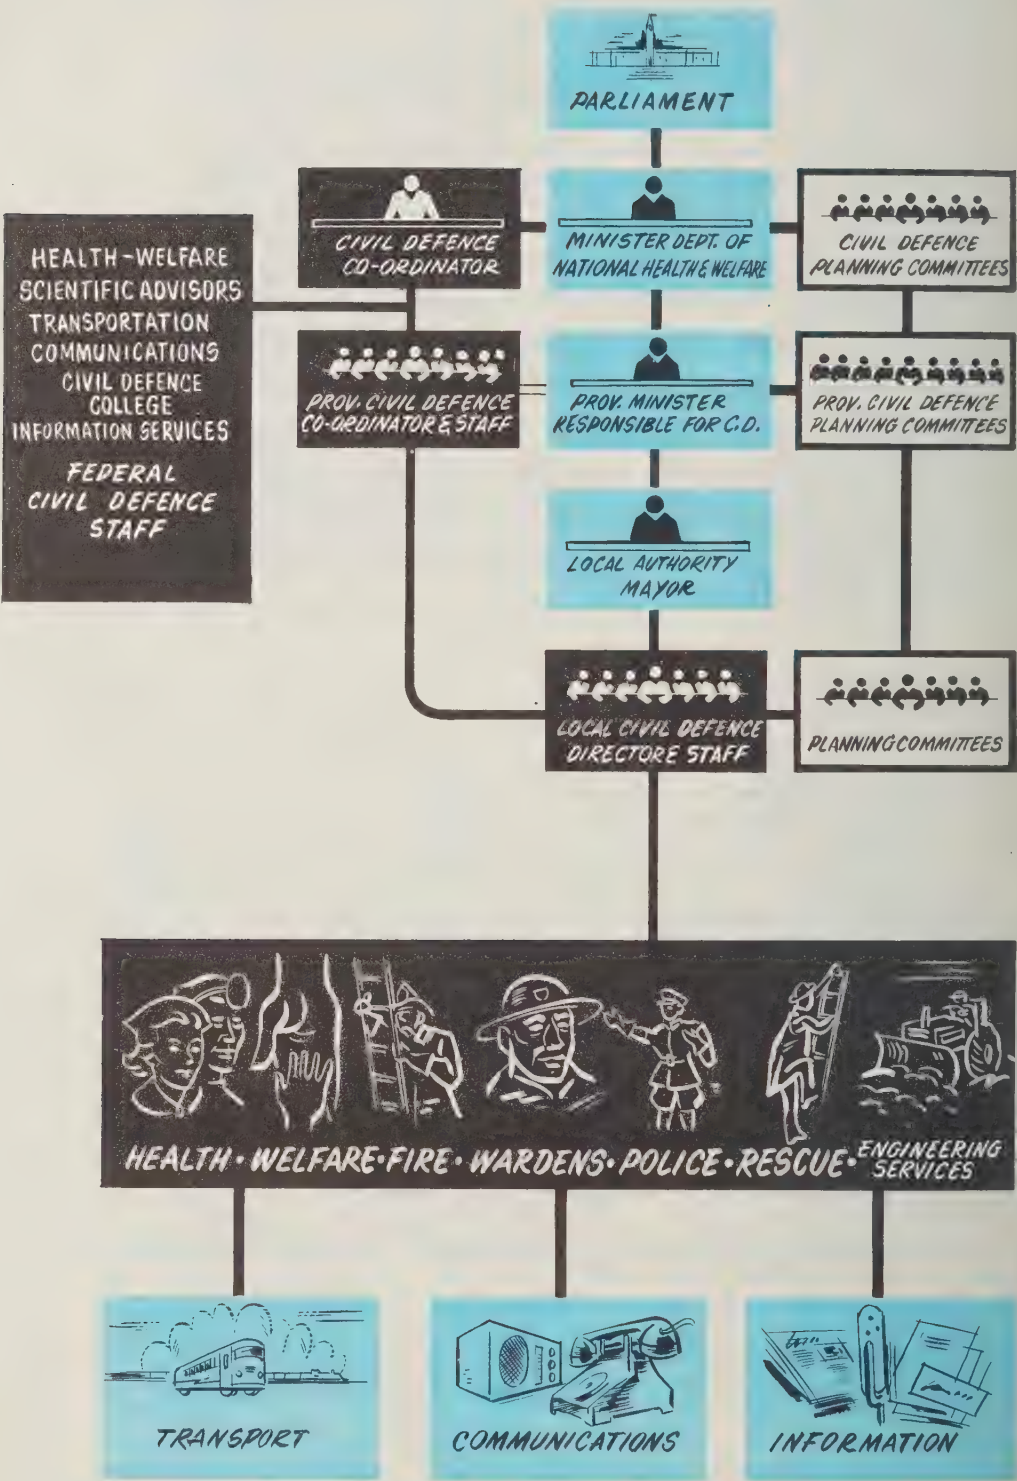 PARLIAMENT
CIVIL DEFENCE
CO-ORDINATOR
MINISTER DEPT. OF
NATIONAL HEALTH & WELFARE
CIVIL DEFENCE
PLANNING COMMITTEES
HEALTH-WELFARE
SCIENTIFIC ADVISORS
TRANSPORTATION
COMMUNICATIONS
CIVIL DEFENCE
COLLEGE
INFORMATION SERVICES
FEDERAL
CIVIL DEFENCE
STAFF
PROV. CIVIL DEFENCE
CO-ORDINATOR & STAFF
PROV. MINISTER
RESPONSIBLE FOR C.D.
PROV. CIVIL DEFENCE
PLANNING COMMITTEES
LOCAL AUTHORITY
MAYOR
LOCAL CIVIL DEFENCE
DIRECTOR & STAFF
PLANNING COMMITTEES
HEALTH • WELFARE • FIRE • WARDENS • POLICE • RESCUE • ENGINEERING
SERVICES
TRANSPORT
COMMUNICATIONS
INFORMATION